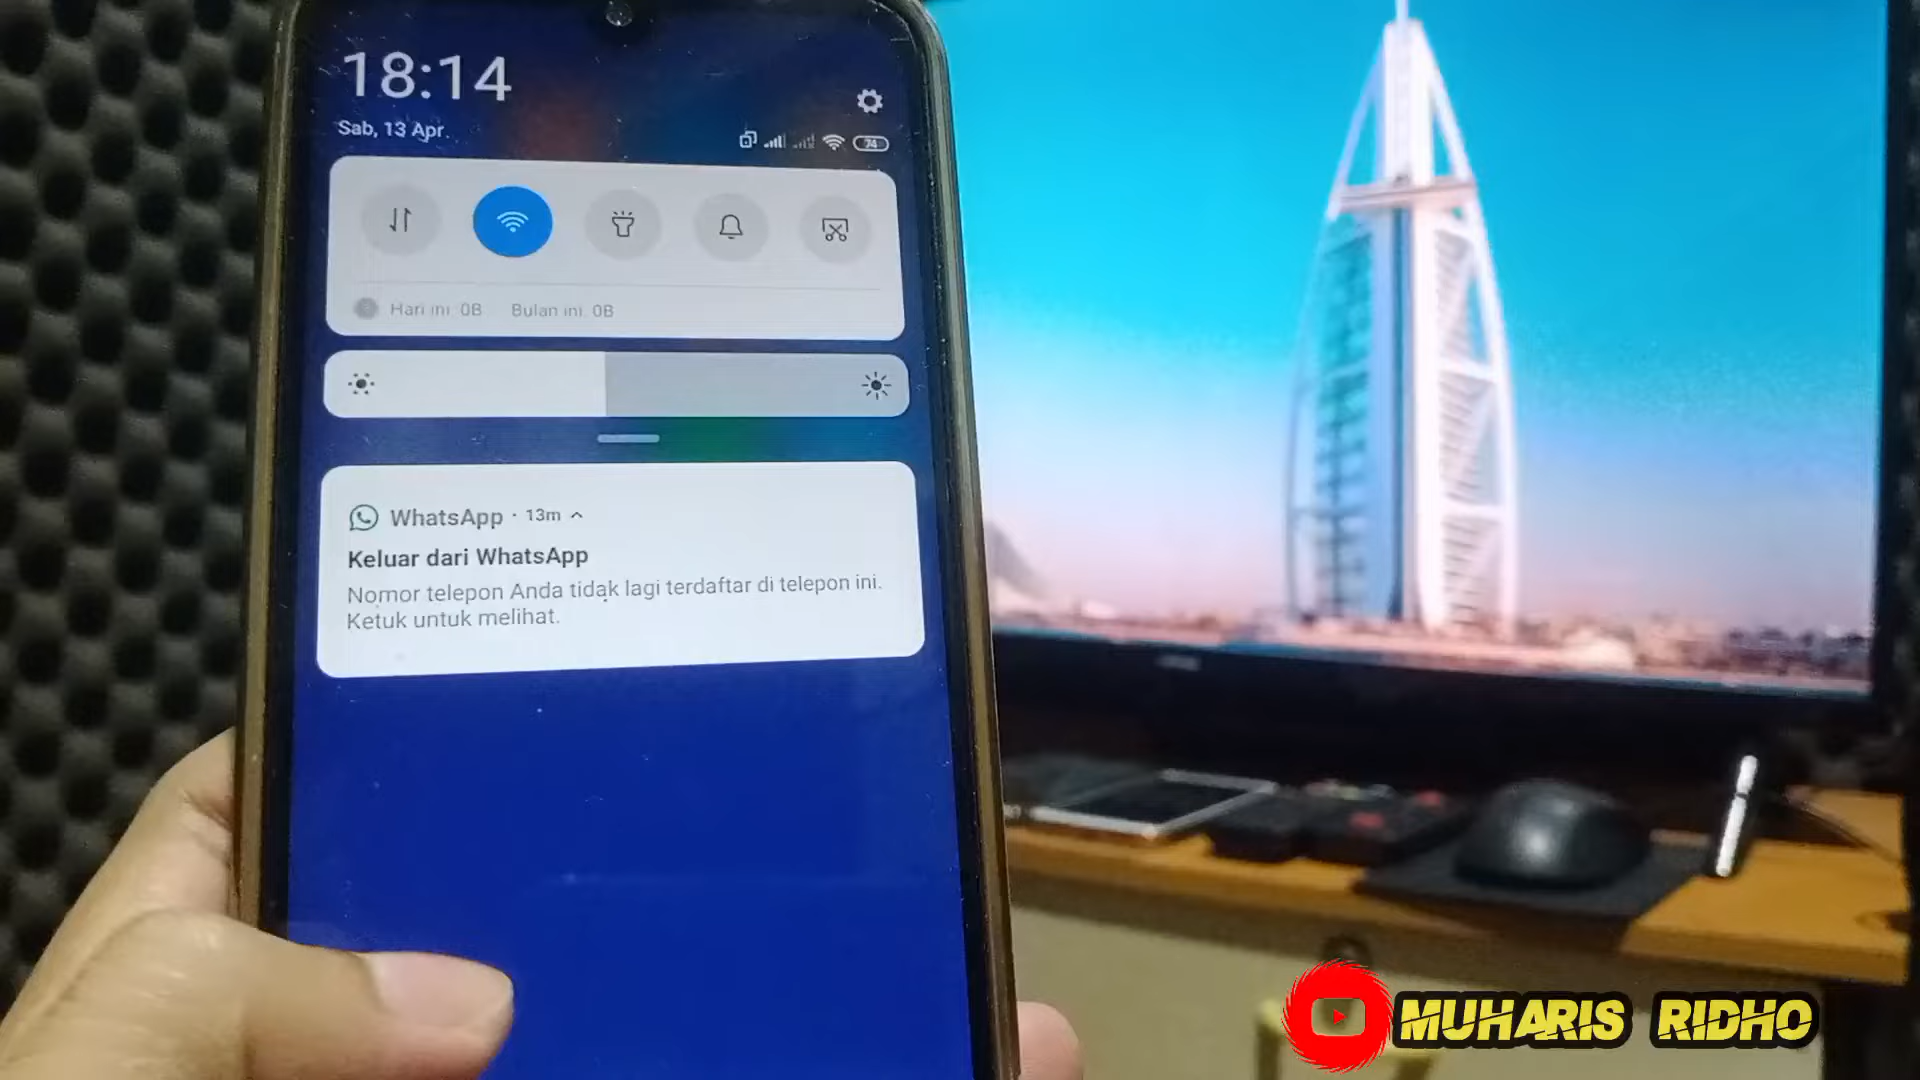 18:14
Sab, 13 Apr.
74
Hari ini: 0B Bulan ini: 0B
WhatsApp · 13m
Keluar dari WhatsApp
Nomor telepon Anda tidak lagi terdaftar di telepon ini.
Ketuk untuk melihat.
MUHARIS RIDHO